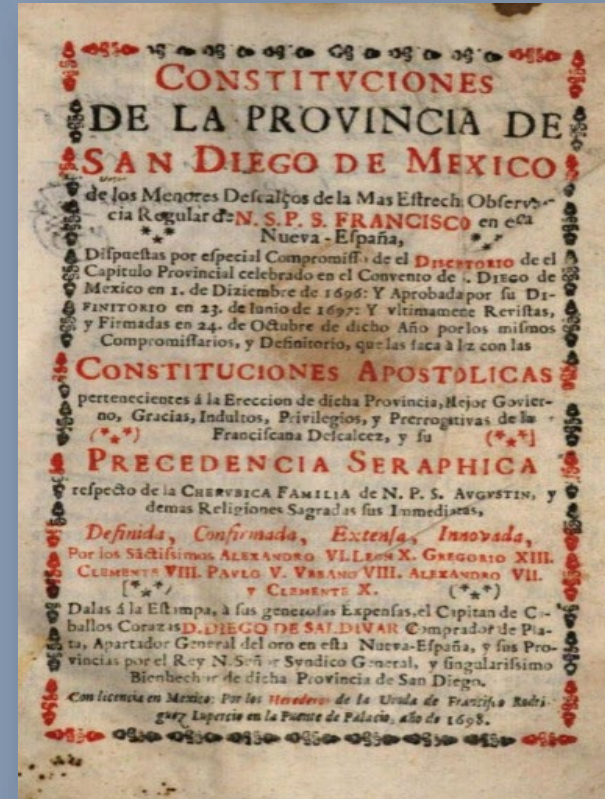 CONSTITVCIONES
DE LA PROVINCIA DE
SAN DIEGO DE MEXICO
de los Menores Descalços de la Mas Estrech Observa-
cia Regular de N. S. P. S. FRANCISCO en esta
Nueva-España,
Dispuestas por especial Compromisso de el DISCRETORIO de el
Capitulo Provincial celebrado en el Convento de S. DIEGO de
Mexico en 1. de Diziembre de 1696: Y Aprobada por su DI-
FINITORIO en 23. de Iunio de 1697: Y vltimamete Revistas,
y Firmadas en 24. de Octubre de dicho Año por los mismos
Compromissarios, y Definitorio, que las saca á lvz con las
CONSTITUCIONES APOSTOLICAS
pertenecientes á la Ereccion de dicha Provincia, Mejor Govier-
no, Gracias, Indultos, Privilegios, y Prerrogativas de la
(***) Franciscana Descalcez, y su (***]
PRECEDENCIA SERAPHICA
respecto de la CHERVBICA FAMILIA de N. P. S. AVGVSTIN, y
demas Religiones Sagradas sus Immediatas,
Definida, Confirmada, Extensa, Innovada,
Por los Sãctissimos ALEXANDRO VI. LEON X. GREGORIO XIII.
CLEMENTE VIII. PAVLO V. VRBANO VIII. ALEXANDRO VII.
[***) Y CLEMENTE X. (***)
Dalas á la Estampa, à sus generosas Expensas, el Capitan de Ca-
ballos Corazas D. DIEGO DE SALDIVAR Comprador de Pla-
ta, Apartador General del oro en esta Nueva-España, y sus Pro-
vincias por el Rey N. Señor Syndico General, y singularissimo
Bienhechor de dicha Provincia de San Diego.
Con licencia en Mexico: Por los Herederos de la Viuda de Francisco Rodri-
guez Lupercio en la Puente de Palacio, año de 1698.